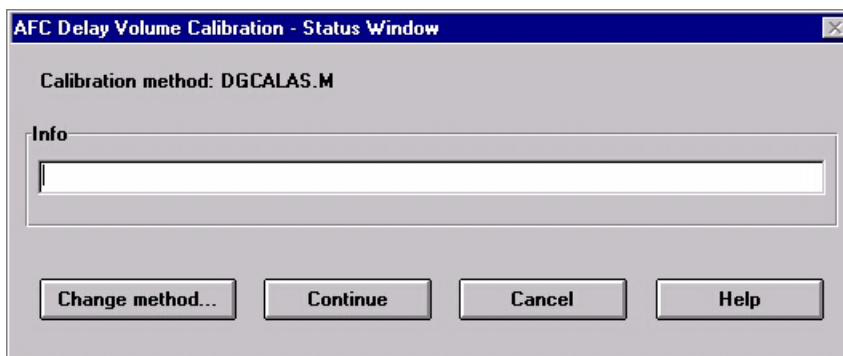 AFC Delay Volume Calibration - Status Window
Calibration method: DGCALAS.M
Info
Change method... Continue Cancel Help